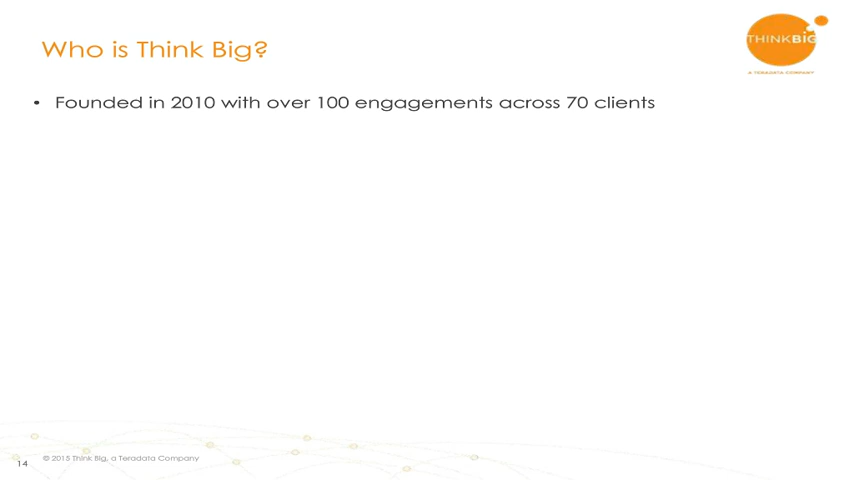 Who is Think Big?
THINKBIG
A TERADATA COMPANY
• Founded in 2010 with over 100 engagements across 70 clients
© 2015 Think Big, a Teradata Company
14